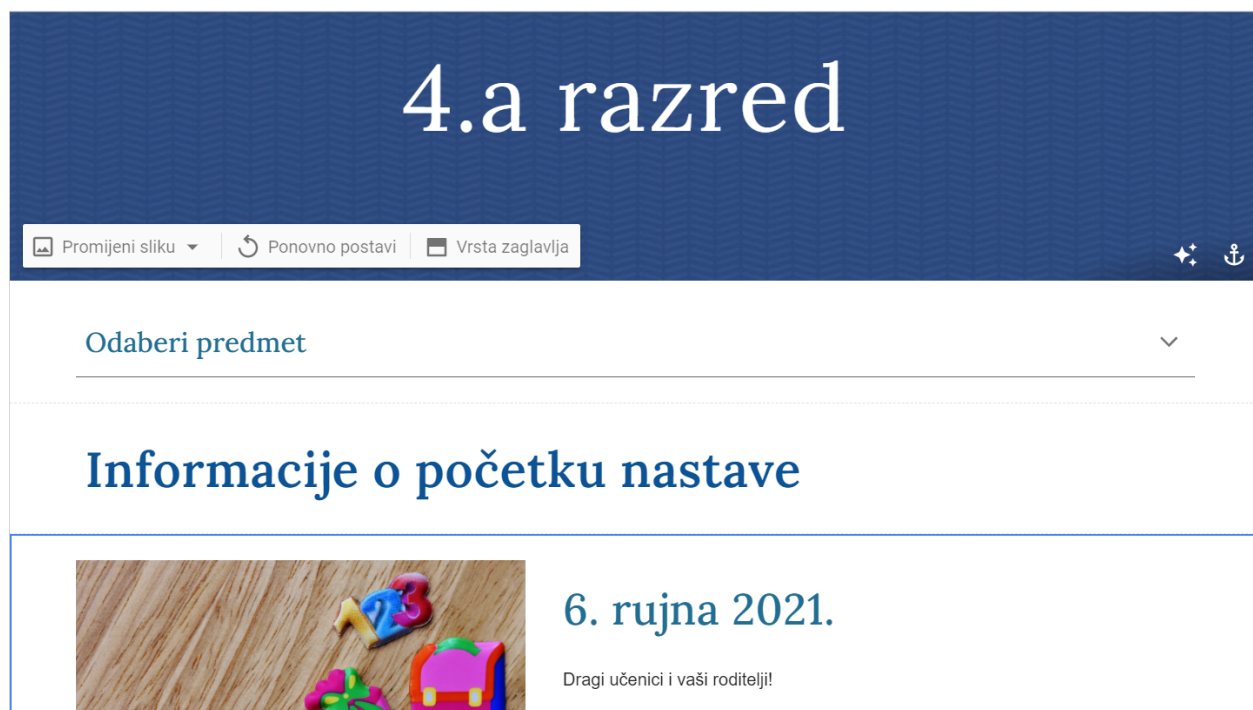 4.a razred
Promijeni sliku
Ponovno postavi
Vrsta zaglavlja
Odaberi predmet
Informacije o početku nastave
123
6. rujna 2021.
Dragi učenici i vaši roditelji!